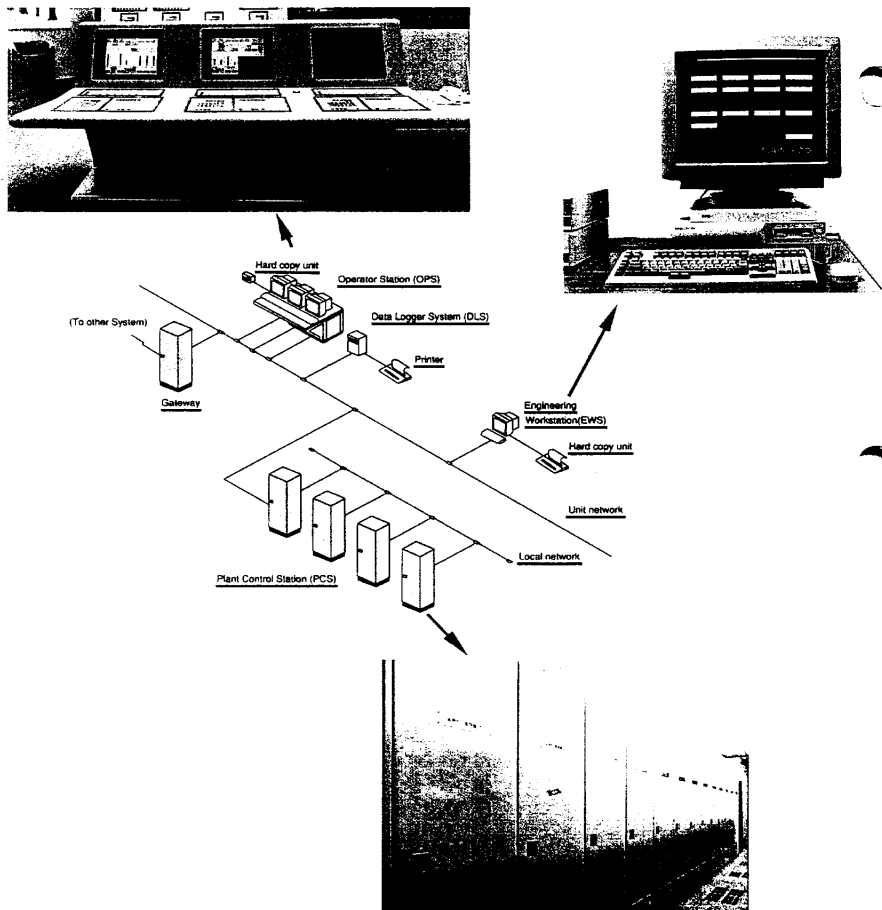 Hard copy unit
Operator Station (OPS)
(To other System)
Data Logger System (DLS)
Printer
Gateway
Engineering
Workstation(EWS)
Hard copy unit
Unit network
Local network
Plant Control Station (PCS)